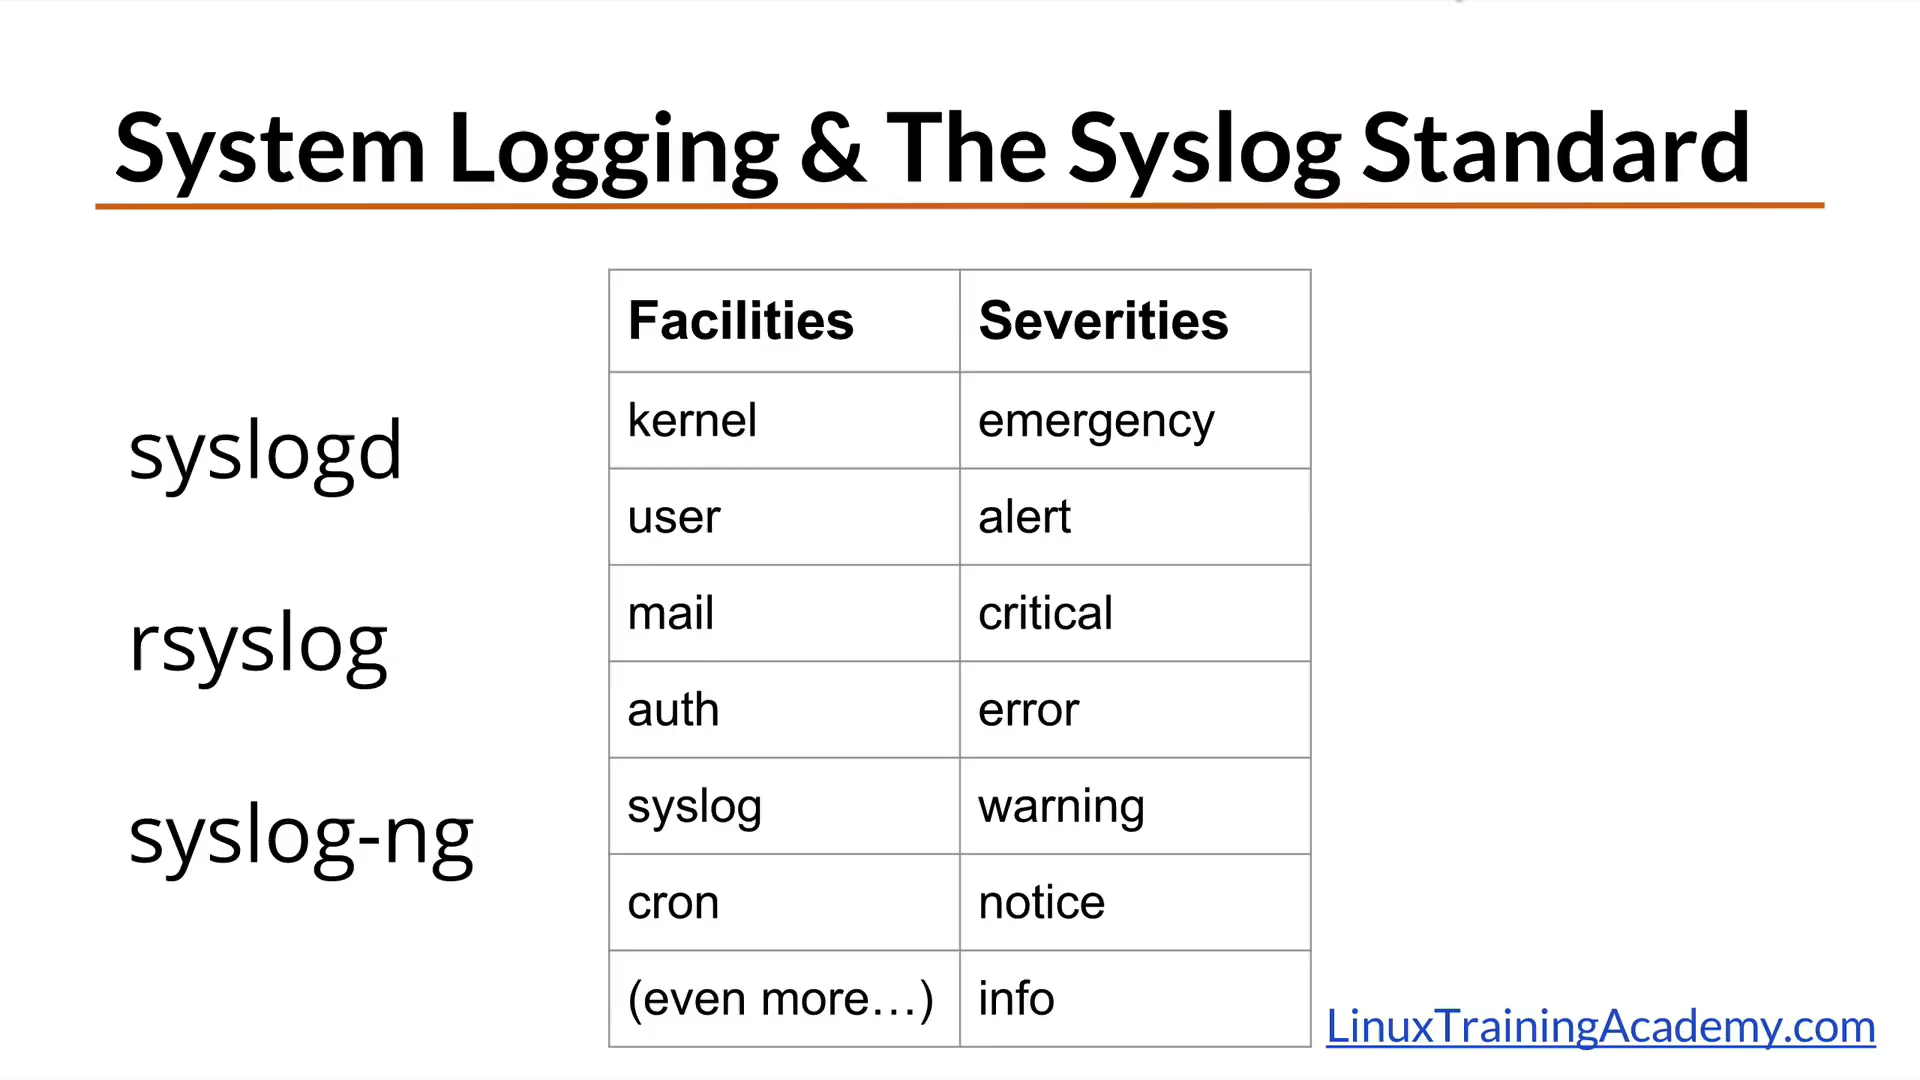 System Logging & The Syslog Standard
syslogd
rsyslog
syslog-ng
Facilities Severities
kernel emergency
user alert
mail critical
auth error
syslog warning
cron notice
(even more…) info
LinuxTrainingAcademy.com